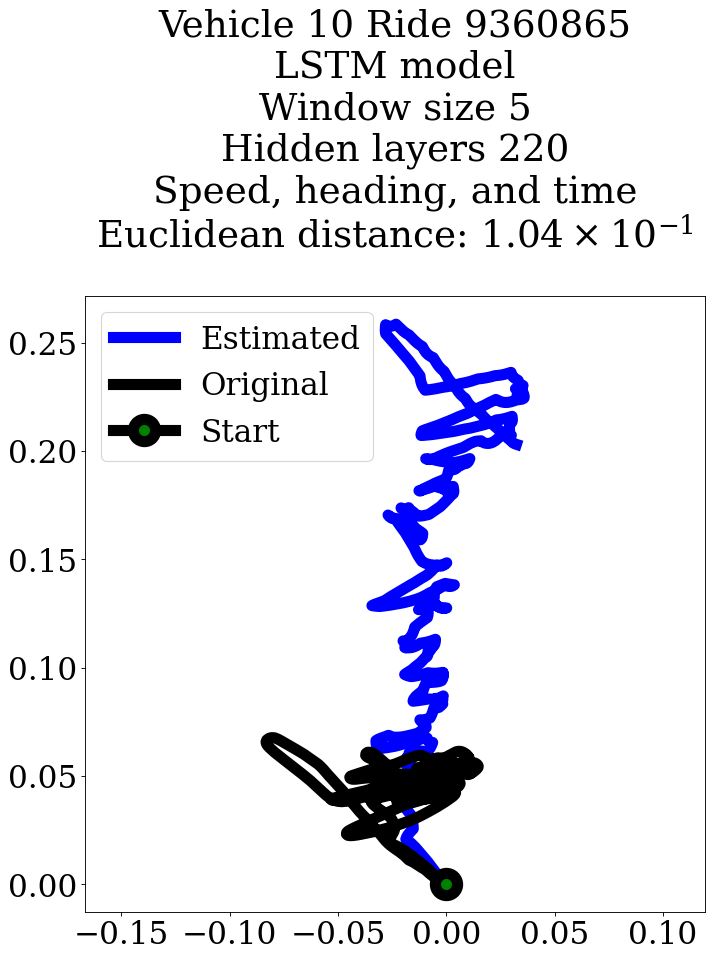 Vehicle 10 Ride 9360865
LSTM model
Window size 5
Hidden layers 220
Speed, heading, and time
Euclidean distance: 1.04 × 10⁻¹
Estimated
Original
Start
0.25
0.20
0.15
0.10
0.05
0.00
−0.15 −0.10 −0.05 0.00 0.05 0.10